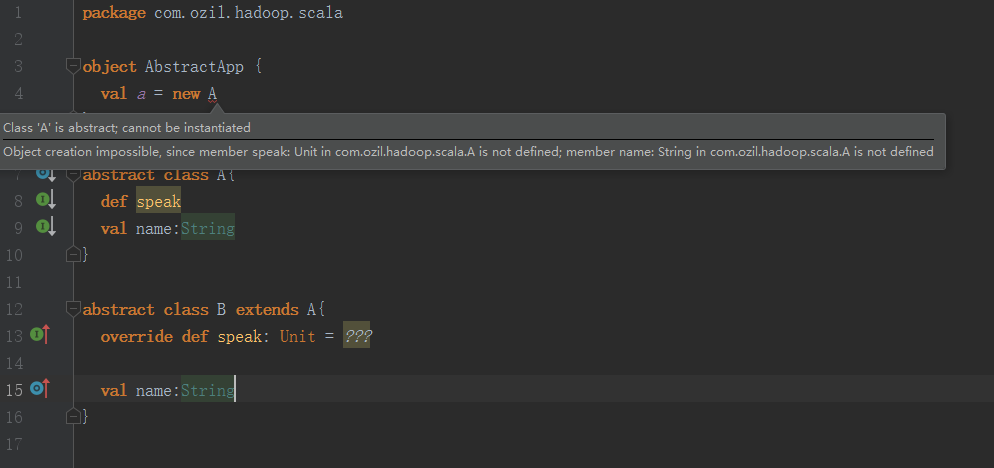 1 package com.ozil.hadoop.scala
2
3 object AbstractApp {
4 val a = new A
Class 'A' is abstract; cannot be instantiated
Object creation impossible, since member speak: Unit in com.ozil.hadoop.scala.A is not defined; member name: String in com.ozil.hadoop.scala.A is not defined
7 abstract class A{
8 def speak
9 val name:String
10 }
11
12 abstract class B extends A{
13 override def speak: Unit = ???
14
15 val name:String
16 }
17